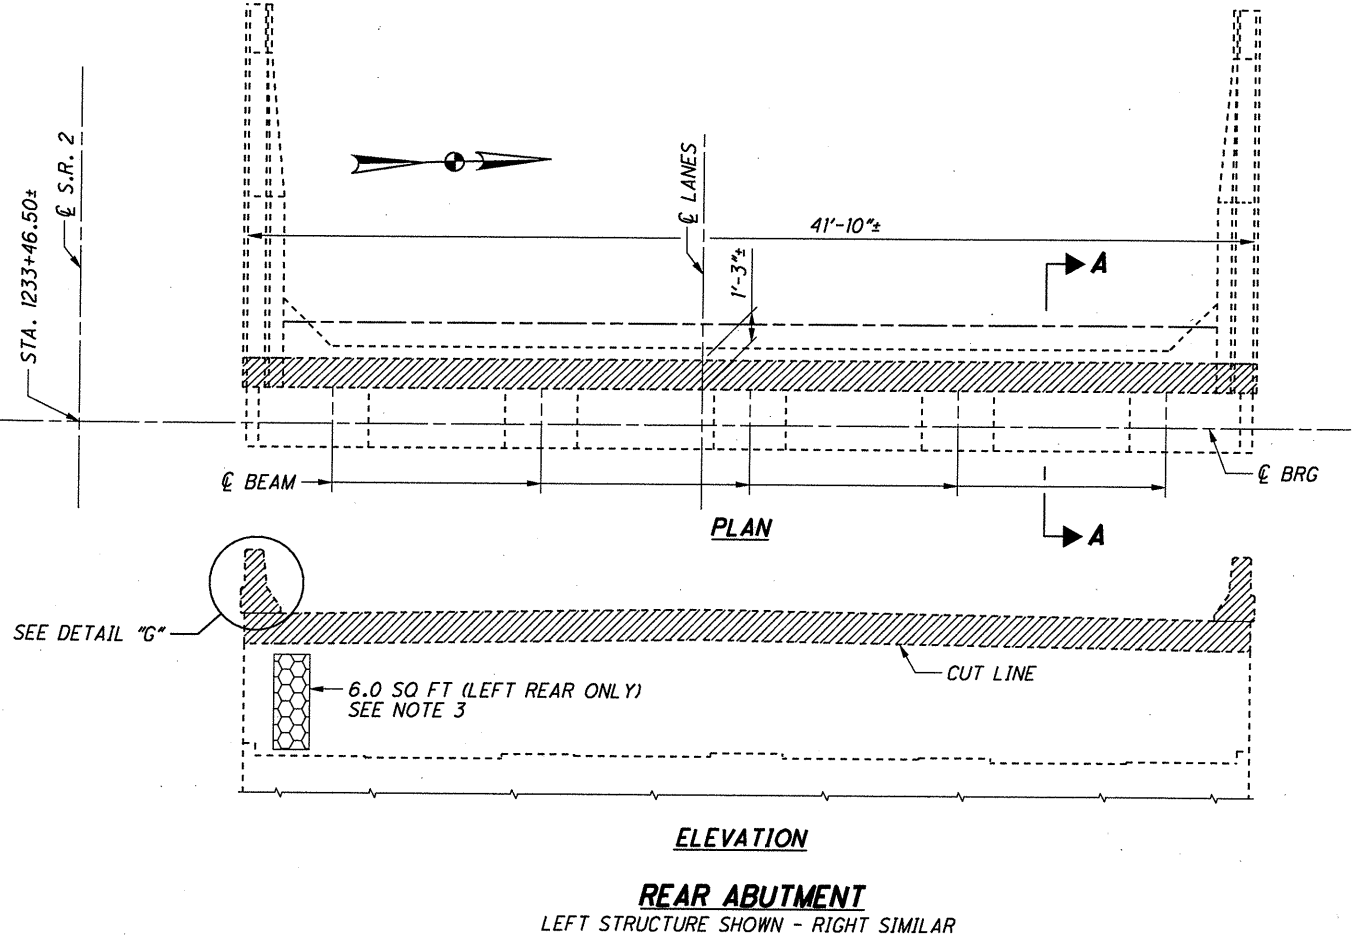 STA. 1233+46.50±
℄ S.R. 2
℄ LANES
41'-10"±
1'-3"±
A
℄ BEAM
℄ BRG
PLAN
A
SEE DETAIL "G"
CUT LINE
6.0 SQ FT (LEFT REAR ONLY)
SEE NOTE 3
ELEVATION
REAR ABUTMENT
LEFT STRUCTURE SHOWN - RIGHT SIMILAR